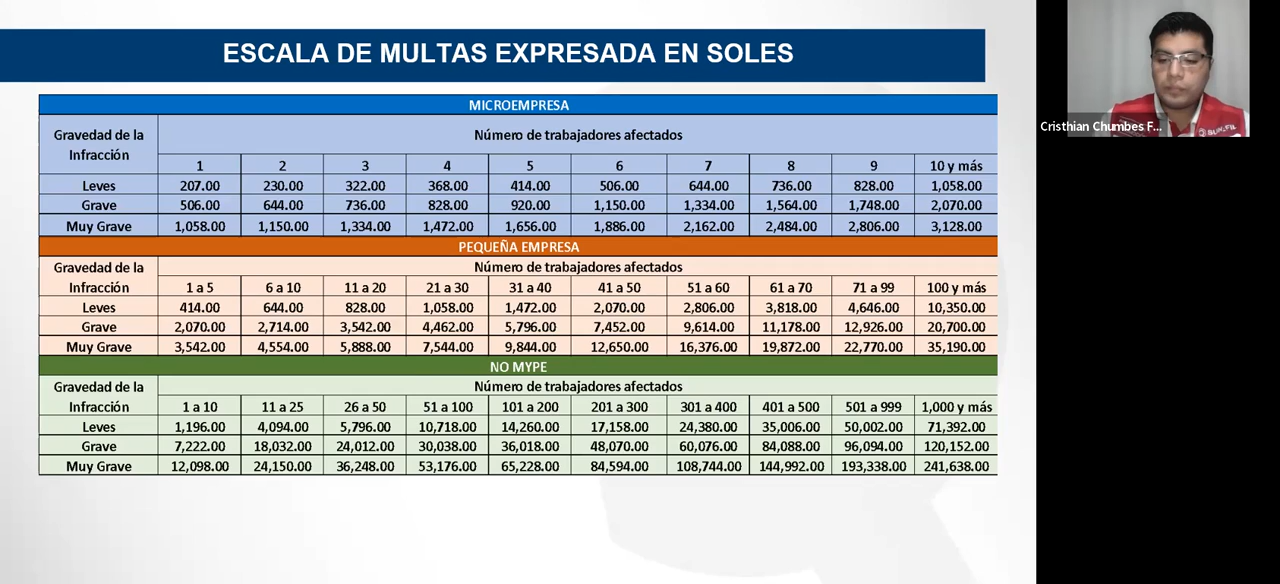 ESCALA DE MULTAS EXPRESADA EN SOLES
MICROEMPRESA
Gravedad de la Infracción Número de trabajadores afectados
1 2 3 4 5 6 7 8 9 10 y más
Leves 207.00 230.00 322.00 368.00 414.00 506.00 644.00 736.00 828.00 1,058.00
Grave 506.00 644.00 736.00 828.00 920.00 1,150.00 1,334.00 1,564.00 1,748.00 2,070.00
Muy Grave 1,058.00 1,150.00 1,334.00 1,472.00 1,656.00 1,886.00 2,162.00 2,484.00 2,806.00 3,128.00
PEQUEÑA EMPRESA
Gravedad de la Número de trabajadores afectados
Infracción 1 a 5 6 a 10 11 a 20 21 a 30 31 a 40 41 a 50 51 a 60 61 a 70 71 a 99 100 y más
Leves 414.00 644.00 828.00 1,058.00 1,472.00 2,070.00 2,806.00 3,818.00 4,646.00 10,350.00
Grave 2,070.00 2,714.00 3,542.00 4,462.00 5,796.00 7,452.00 9,614.00 11,178.00 12,926.00 20,700.00
Muy Grave 3,542.00 4,554.00 5,888.00 7,544.00 9,844.00 12,650.00 16,376.00 19,872.00 22,770.00 35,190.00
NO MYPE
Gravedad de la Número de trabajadores afectados
Infracción 1 a 10 11 a 25 26 a 50 51 a 100 101 a 200 201 a 300 301 a 400 401 a 500 501 a 999 1,000 y más
Leves 1,196.00 4,094.00 5,796.00 10,718.00 14,260.00 17,158.00 24,380.00 35,006.00 50,002.00 71,392.00
Grave 7,222.00 18,032.00 24,012.00 30,038.00 36,018.00 48,070.00 60,076.00 84,088.00 96,094.00 120,152.00
Muy Grave 12,098.00 24,150.00 36,248.00 53,176.00 65,228.00 84,594.00 108,744.00 144,992.00 193,338.00 241,638.00
Cristhian Chumbes F...